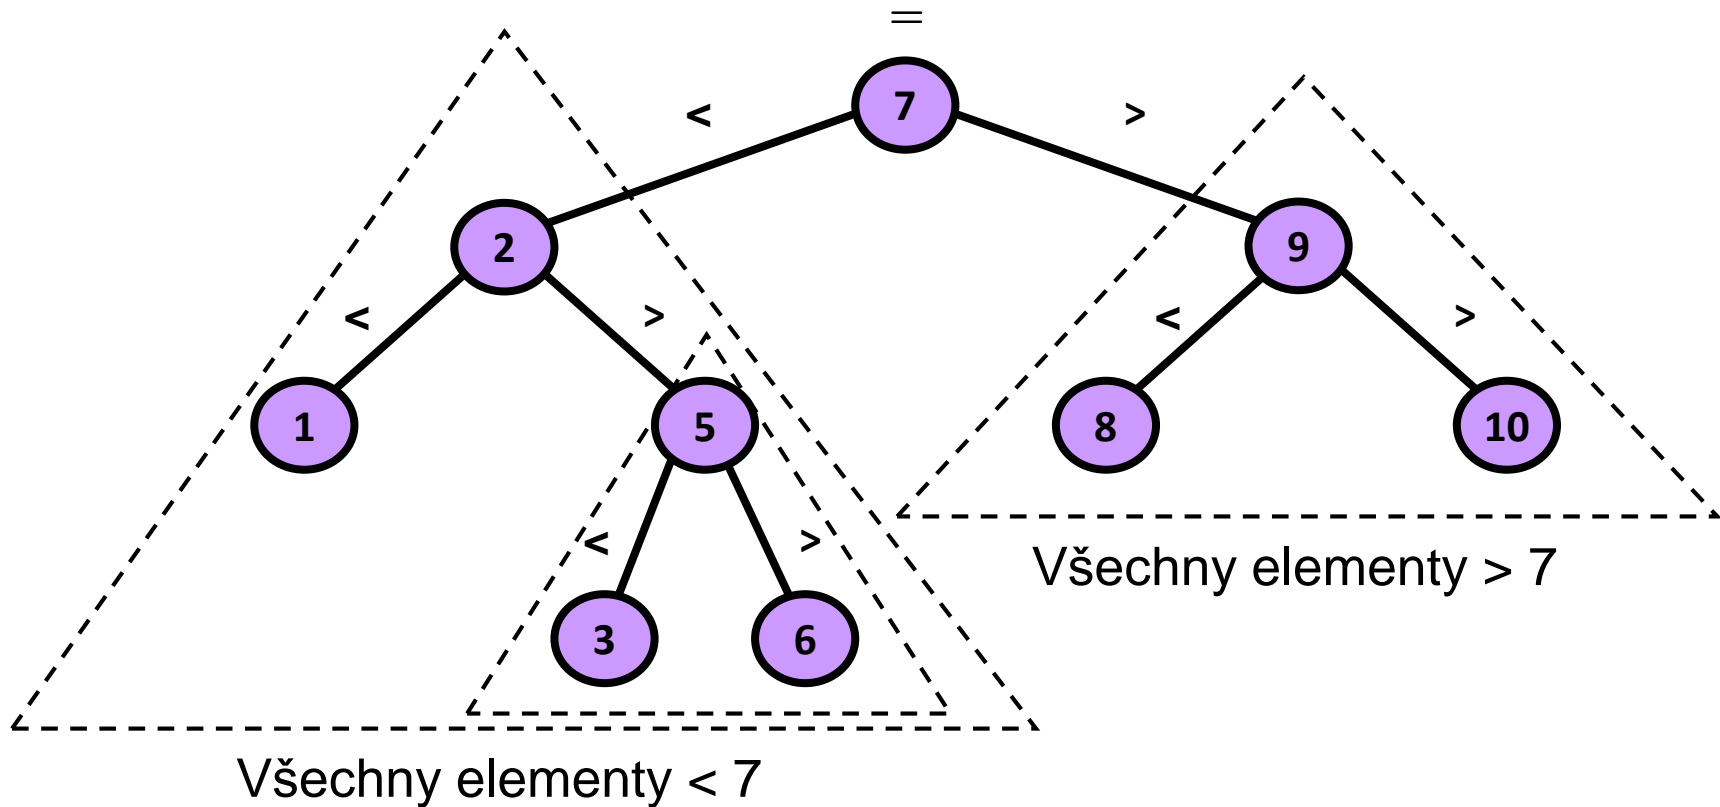 =
< 7 >
2 9
< > < >
1 5 8 10
< >
Všechny elementy > 7
3 6
Všechny elementy < 7